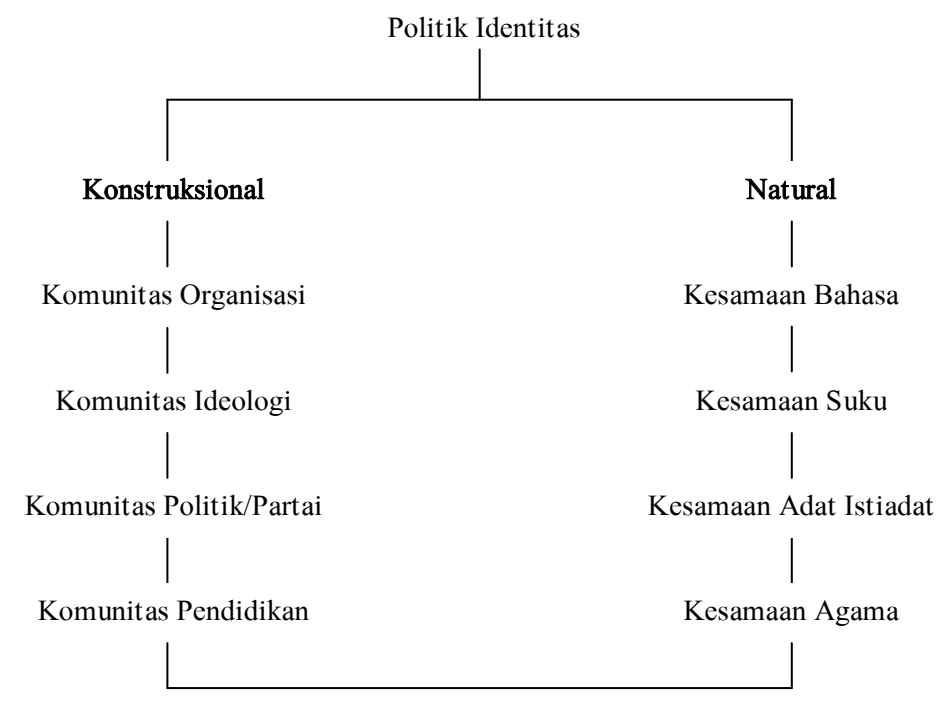 Politik Identitas
Konstruksional
Natural
Komunitas Organisasi
Kesamaan Bahasa
Komunitas Ideologi
Kesamaan Suku
Komunitas Politik/Partai
Kesamaan Adat Istiadat
Komunitas Pendidikan
Kesamaan Agama